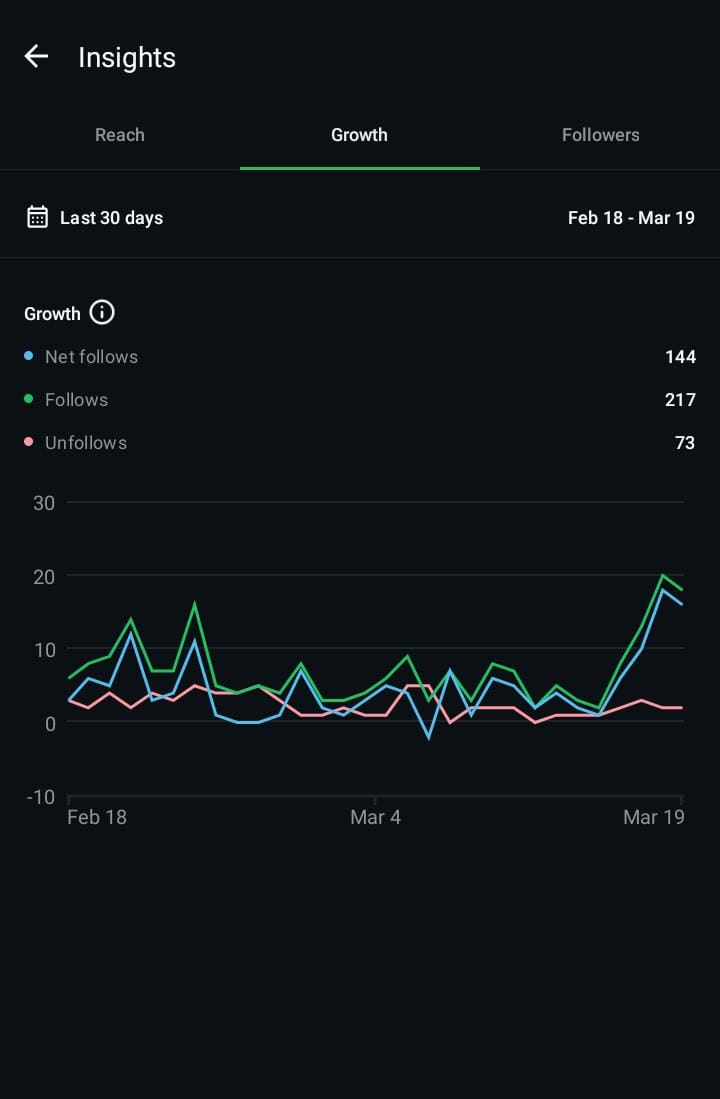 Insights
Reach Growth Followers
Last 30 days Feb 18 - Mar 19
Growth
Net follows 144
Follows 217
Unfollows 73
30
20
10
0
-10
Feb 18 Mar 4 Mar 19